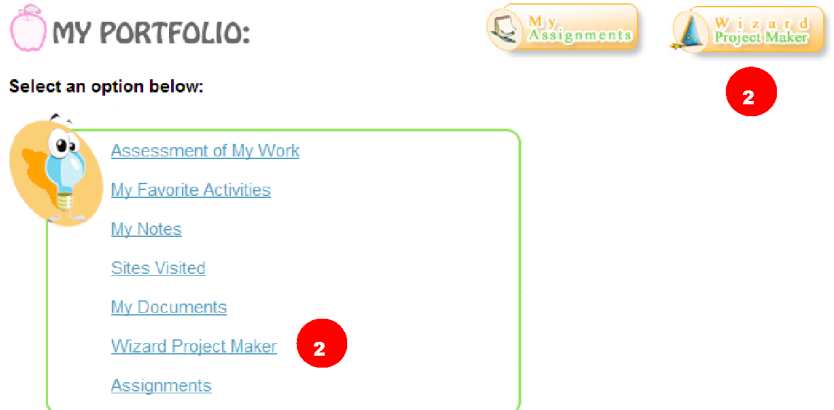 MY PORTFOLIO:
My
Assignments
Wizard
Project Maker
Select an option below:
2
Assessment of My Work
My Favorite Activities
My Notes
Sites Visited
My Documents
Wizard Project Maker
2
Assignments